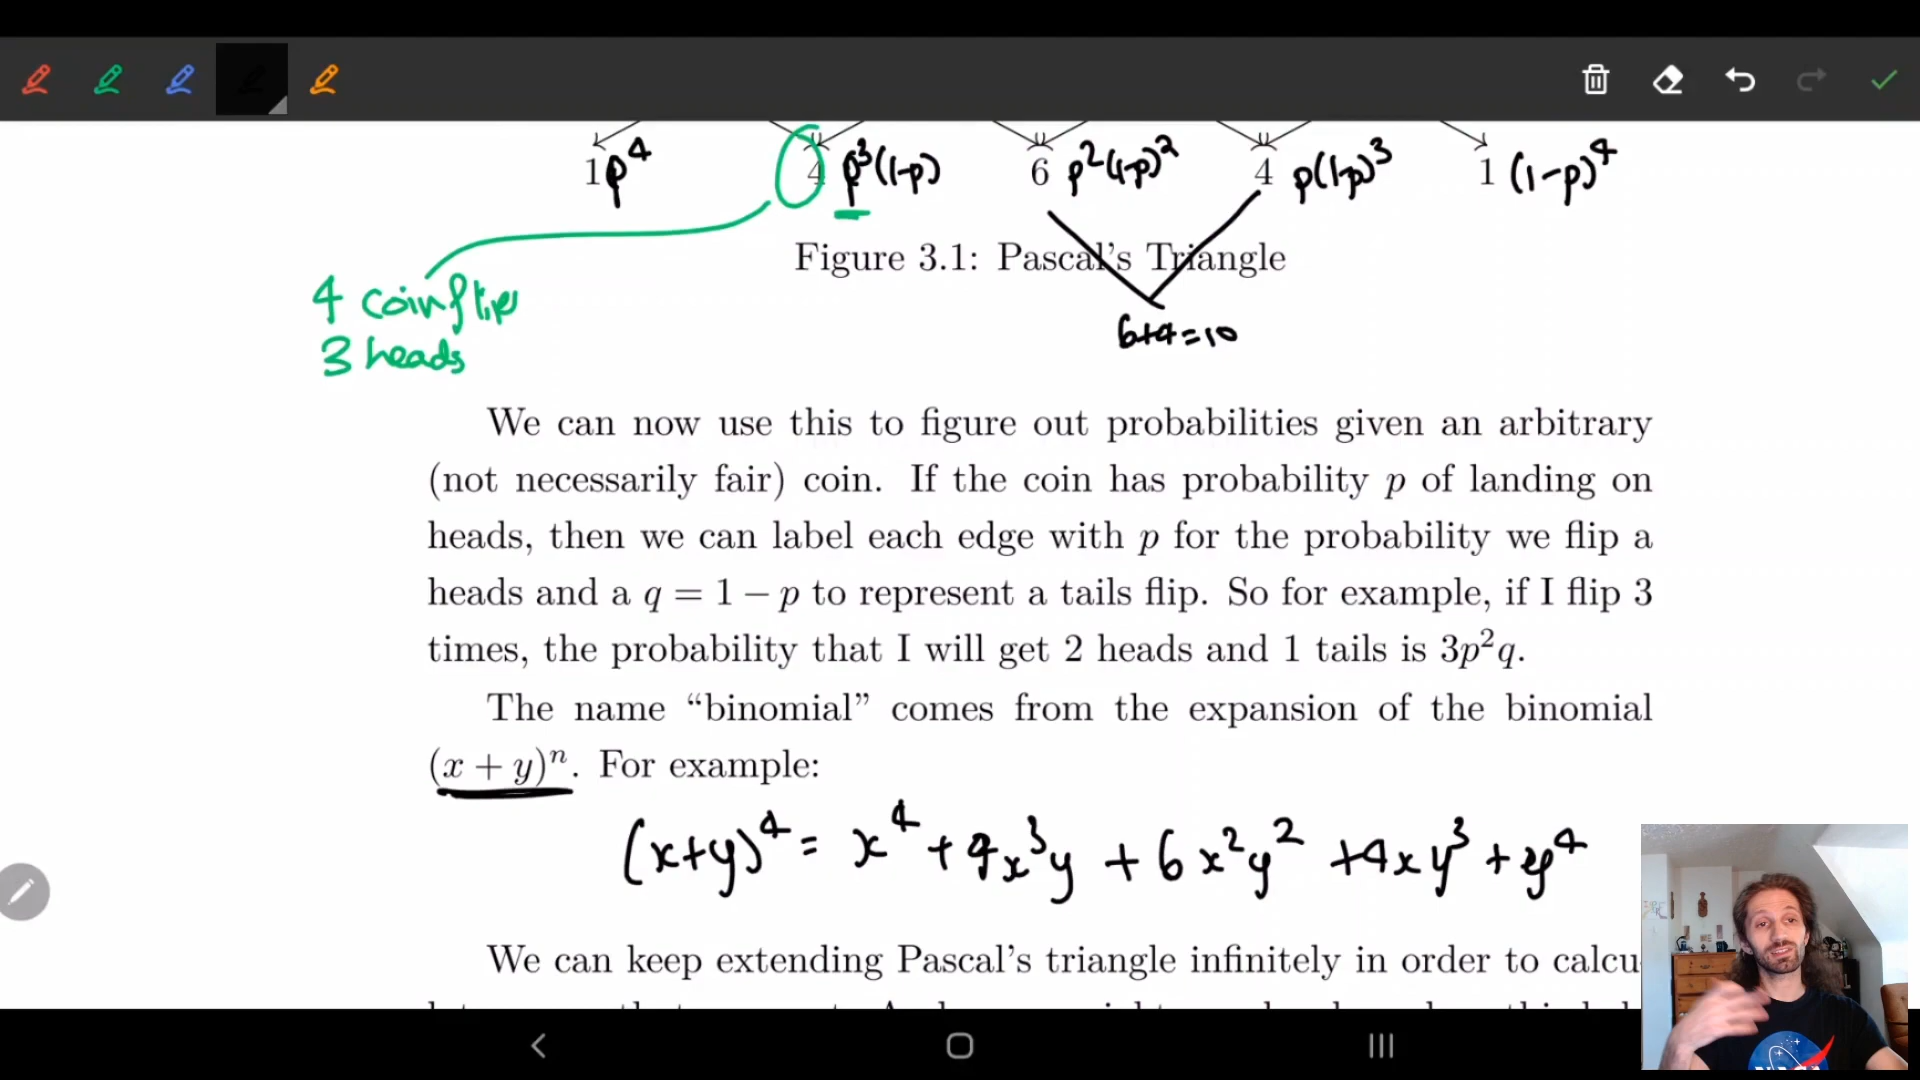 1 p⁴ 4 p³(1-p) 6 p²(1-p)² 4 p(1-p)³ 1 (1-p)⁴
Figure 3.1: Pascal's Triangle
4 coinflips
3 heads
6+4=10
We can now use this to figure out probabilities given an arbitrary
(not necessarily fair) coin. If the coin has probability p of landing on
heads, then we can label each edge with p for the probability we flip a
heads and a q = 1 − p to represent a tails flip. So for example, if I flip 3
times, the probability that I will get 2 heads and 1 tails is 3p²q.
The name “binomial” comes from the expansion of the binomial
(x + y)ⁿ. For example:
(x+y)⁴ = x⁴ + 4x³y + 6x²y² + 4xy³ + y⁴
We can keep extending Pascal's triangle infinitely in order to calcu-